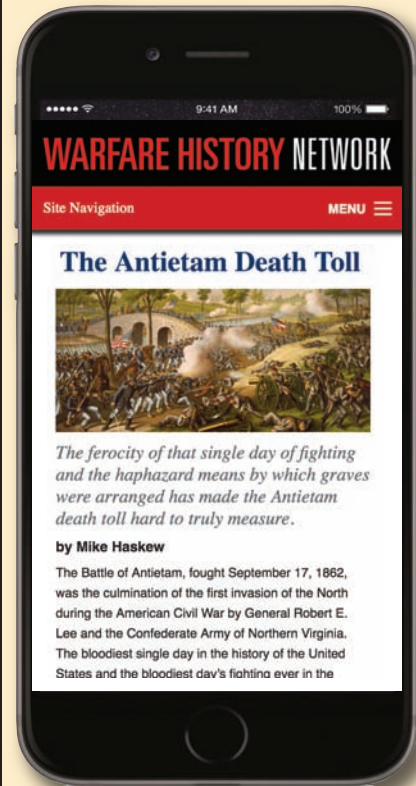 9:41 AM
100%
WARFARE HISTORY NETWORK
Site Navigation
MENU
The Antietam Death Toll
The ferocity of that single day of fighting
and the haphazard means by which graves
were arranged has made the Antietam
death toll hard to truly measure.
by Mike Haskew
The Battle of Antietam, fought September 17, 1862,
was the culmination of the first invasion of the North
during the American Civil War by General Robert E.
Lee and the Confederate Army of Northern Virginia.
The bloodiest single day in the history of the United
States and the bloodiest day's fighting ever in the